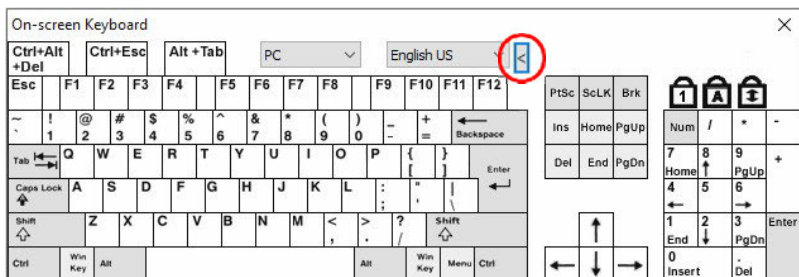 On-screen Keyboard
Ctrl+Alt +Del Ctrl+Esc Alt +Tab PC English US <
Esc F1 F2 F3 F4 F5 F6 F7 F8 F9 F10 F11 F12
PtSc ScLK Brk
1 A
~ ! @ # $ % ^ & * ( ) _ + Backspace
` 1 2 3 4 5 6 7 8 9 0 - =
Ins Home PgUp
Num / * -
Tab Q W E R T Y U I O P { } Enter
[ ]
Del End PgDn
7 8 9 +
Home PgUp
Caps Lock A S D F G H J K L : " |
; ' \
4 5 6
Shift Z X C V B N M < > ? Shift
, . /
1 2 3 Enter
End PgDn
Ctrl Win Key Alt Alt Win Key Menu Ctrl
0 .
Insert Del